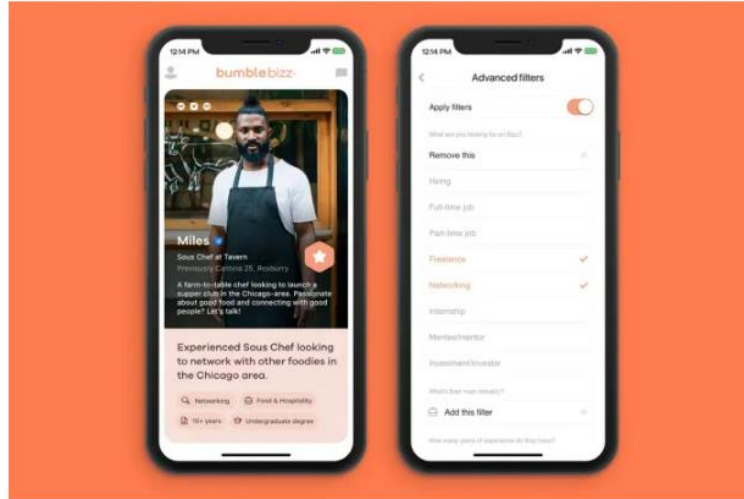 12:14 PM
bumble bizz
Miles
Sous Chef at Tavern
Previously Cantina 25, Roxburry
A farm-to-table chef looking to launch a
supper club in the Chicago-area. Passionate
about good food and connecting with good
people? Let's talk!
Experienced Sous Chef looking
to network with other foodies in
the Chicago area.
Networking
Food & Hospitality
10+ years
Undergraduate degree
12:14 PM
Advanced filters
Apply filters
What are you looking for on Bizz?
Remove this
Hiring
Full-time job
Part-time job
Freelance
Networking
Internship
Mentee/mentor
Investment/investor
What's their main industry?
Add this filter
How many years of experience do they have?